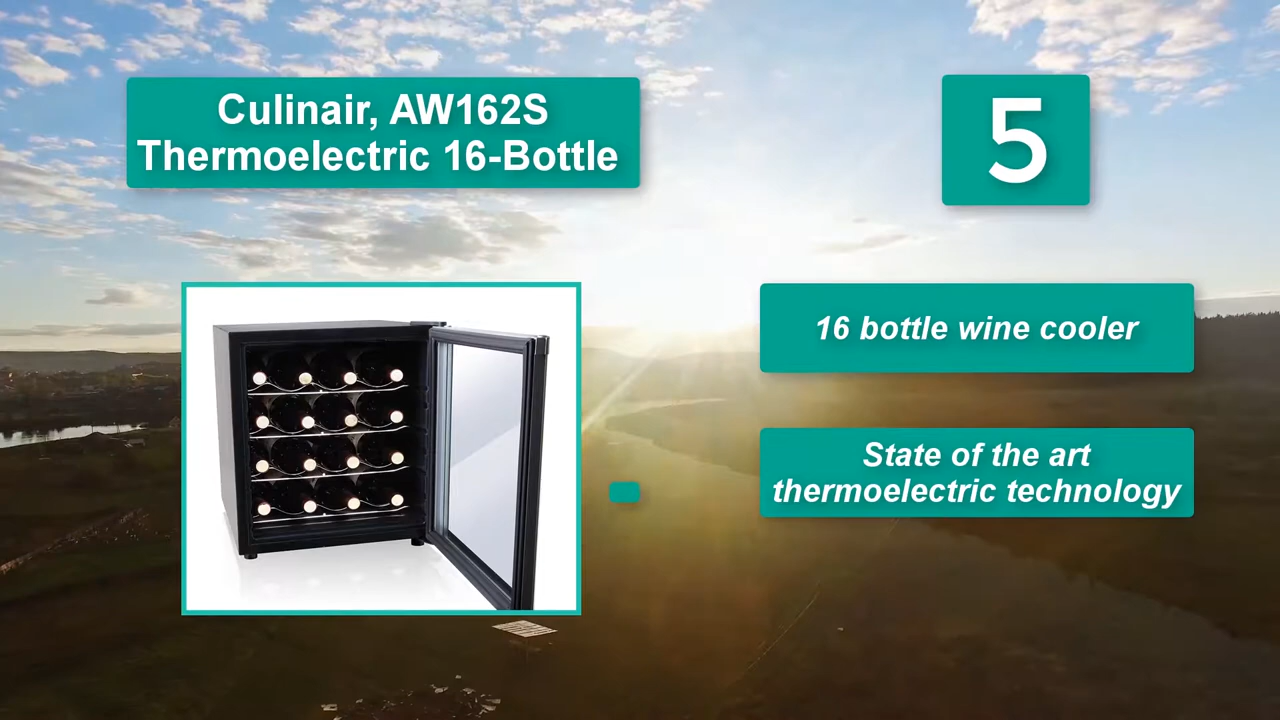 Culinair, AW162S
Thermoelectric 16-Bottle
5
16 bottle wine cooler
State of the art
thermoelectric technology